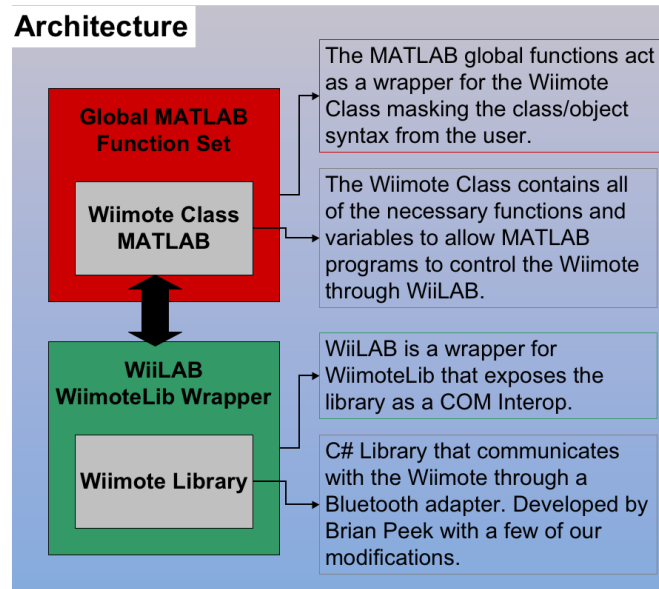 Architecture
Global MATLAB
Function Set
Wiimote Class
MATLAB
The MATLAB global functions act
as a wrapper for the Wiimote
Class masking the class/object
syntax from the user.
The Wiimote Class contains all
of the necessary functions and
variables to allow MATLAB
programs to control the Wiimote
through WiiLAB.
WiiLAB
WiimoteLib Wrapper
Wiimote Library
WiiLAB is a wrapper for
WiimoteLib that exposes the
library as a COM Interop.
C# Library that communicates
with the Wiimote through a
Bluetooth adapter. Developed by
Brian Peek with a few of our
modifications.